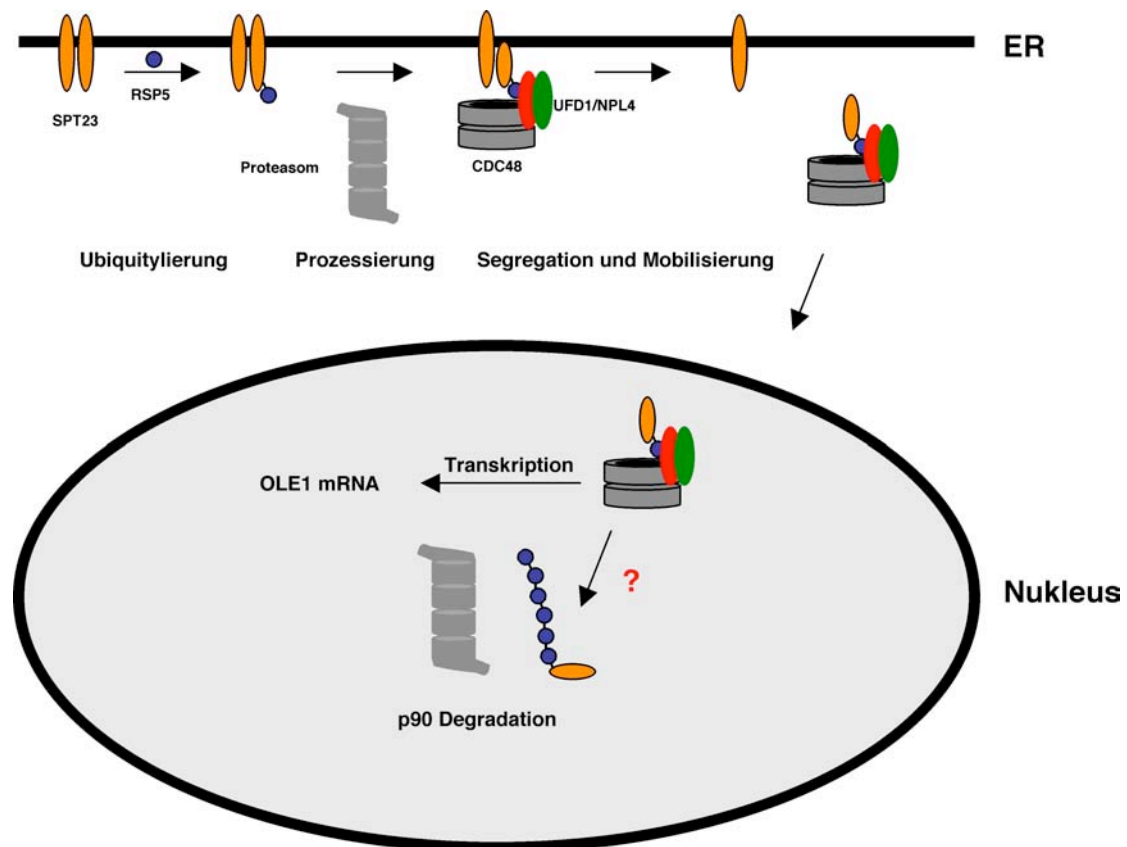 ER
RSP5
SPT23
UFD1/NPL4
Proteasom
CDC48
Ubiquitylierung
Prozessierung
Segregation und Mobilisierung
Transkription
OLE1 mRNA
?
Nukleus
p90 Degradation